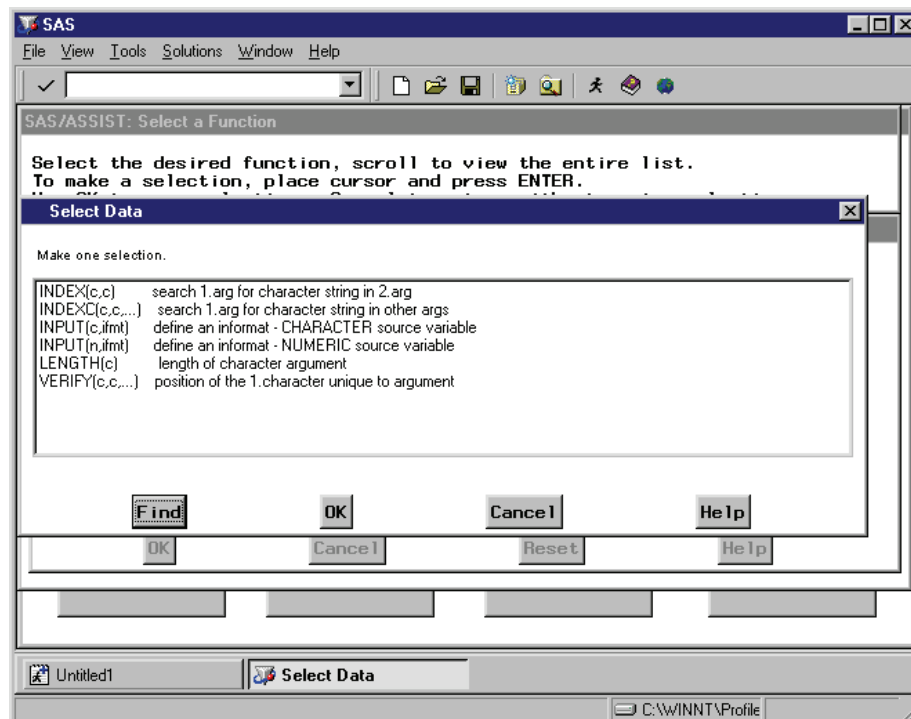 SAS
File View Tools Solutions Window Help
SAS/ASSIST: Select a Function
Select the desired function, scroll to view the entire list.
To make a selection, place cursor and press ENTER.
Select Data
Make one selection.
INDEX(c,c) search 1.arg for character string in 2.arg
INDEXC(c,c,...) search 1.arg for character string in other args
INPUT(c,ifmt) define an informat - CHARACTER source variable
INPUT(n,ifmt) define an informat - NUMERIC source variable
LENGTH(c) length of character argument
VERIFY(c,c,...) position of the 1.character unique to argument
Find OK Cancel Help
OK Cancel Reset Help
Untitled1 Select Data
C:\WINNT\Profile